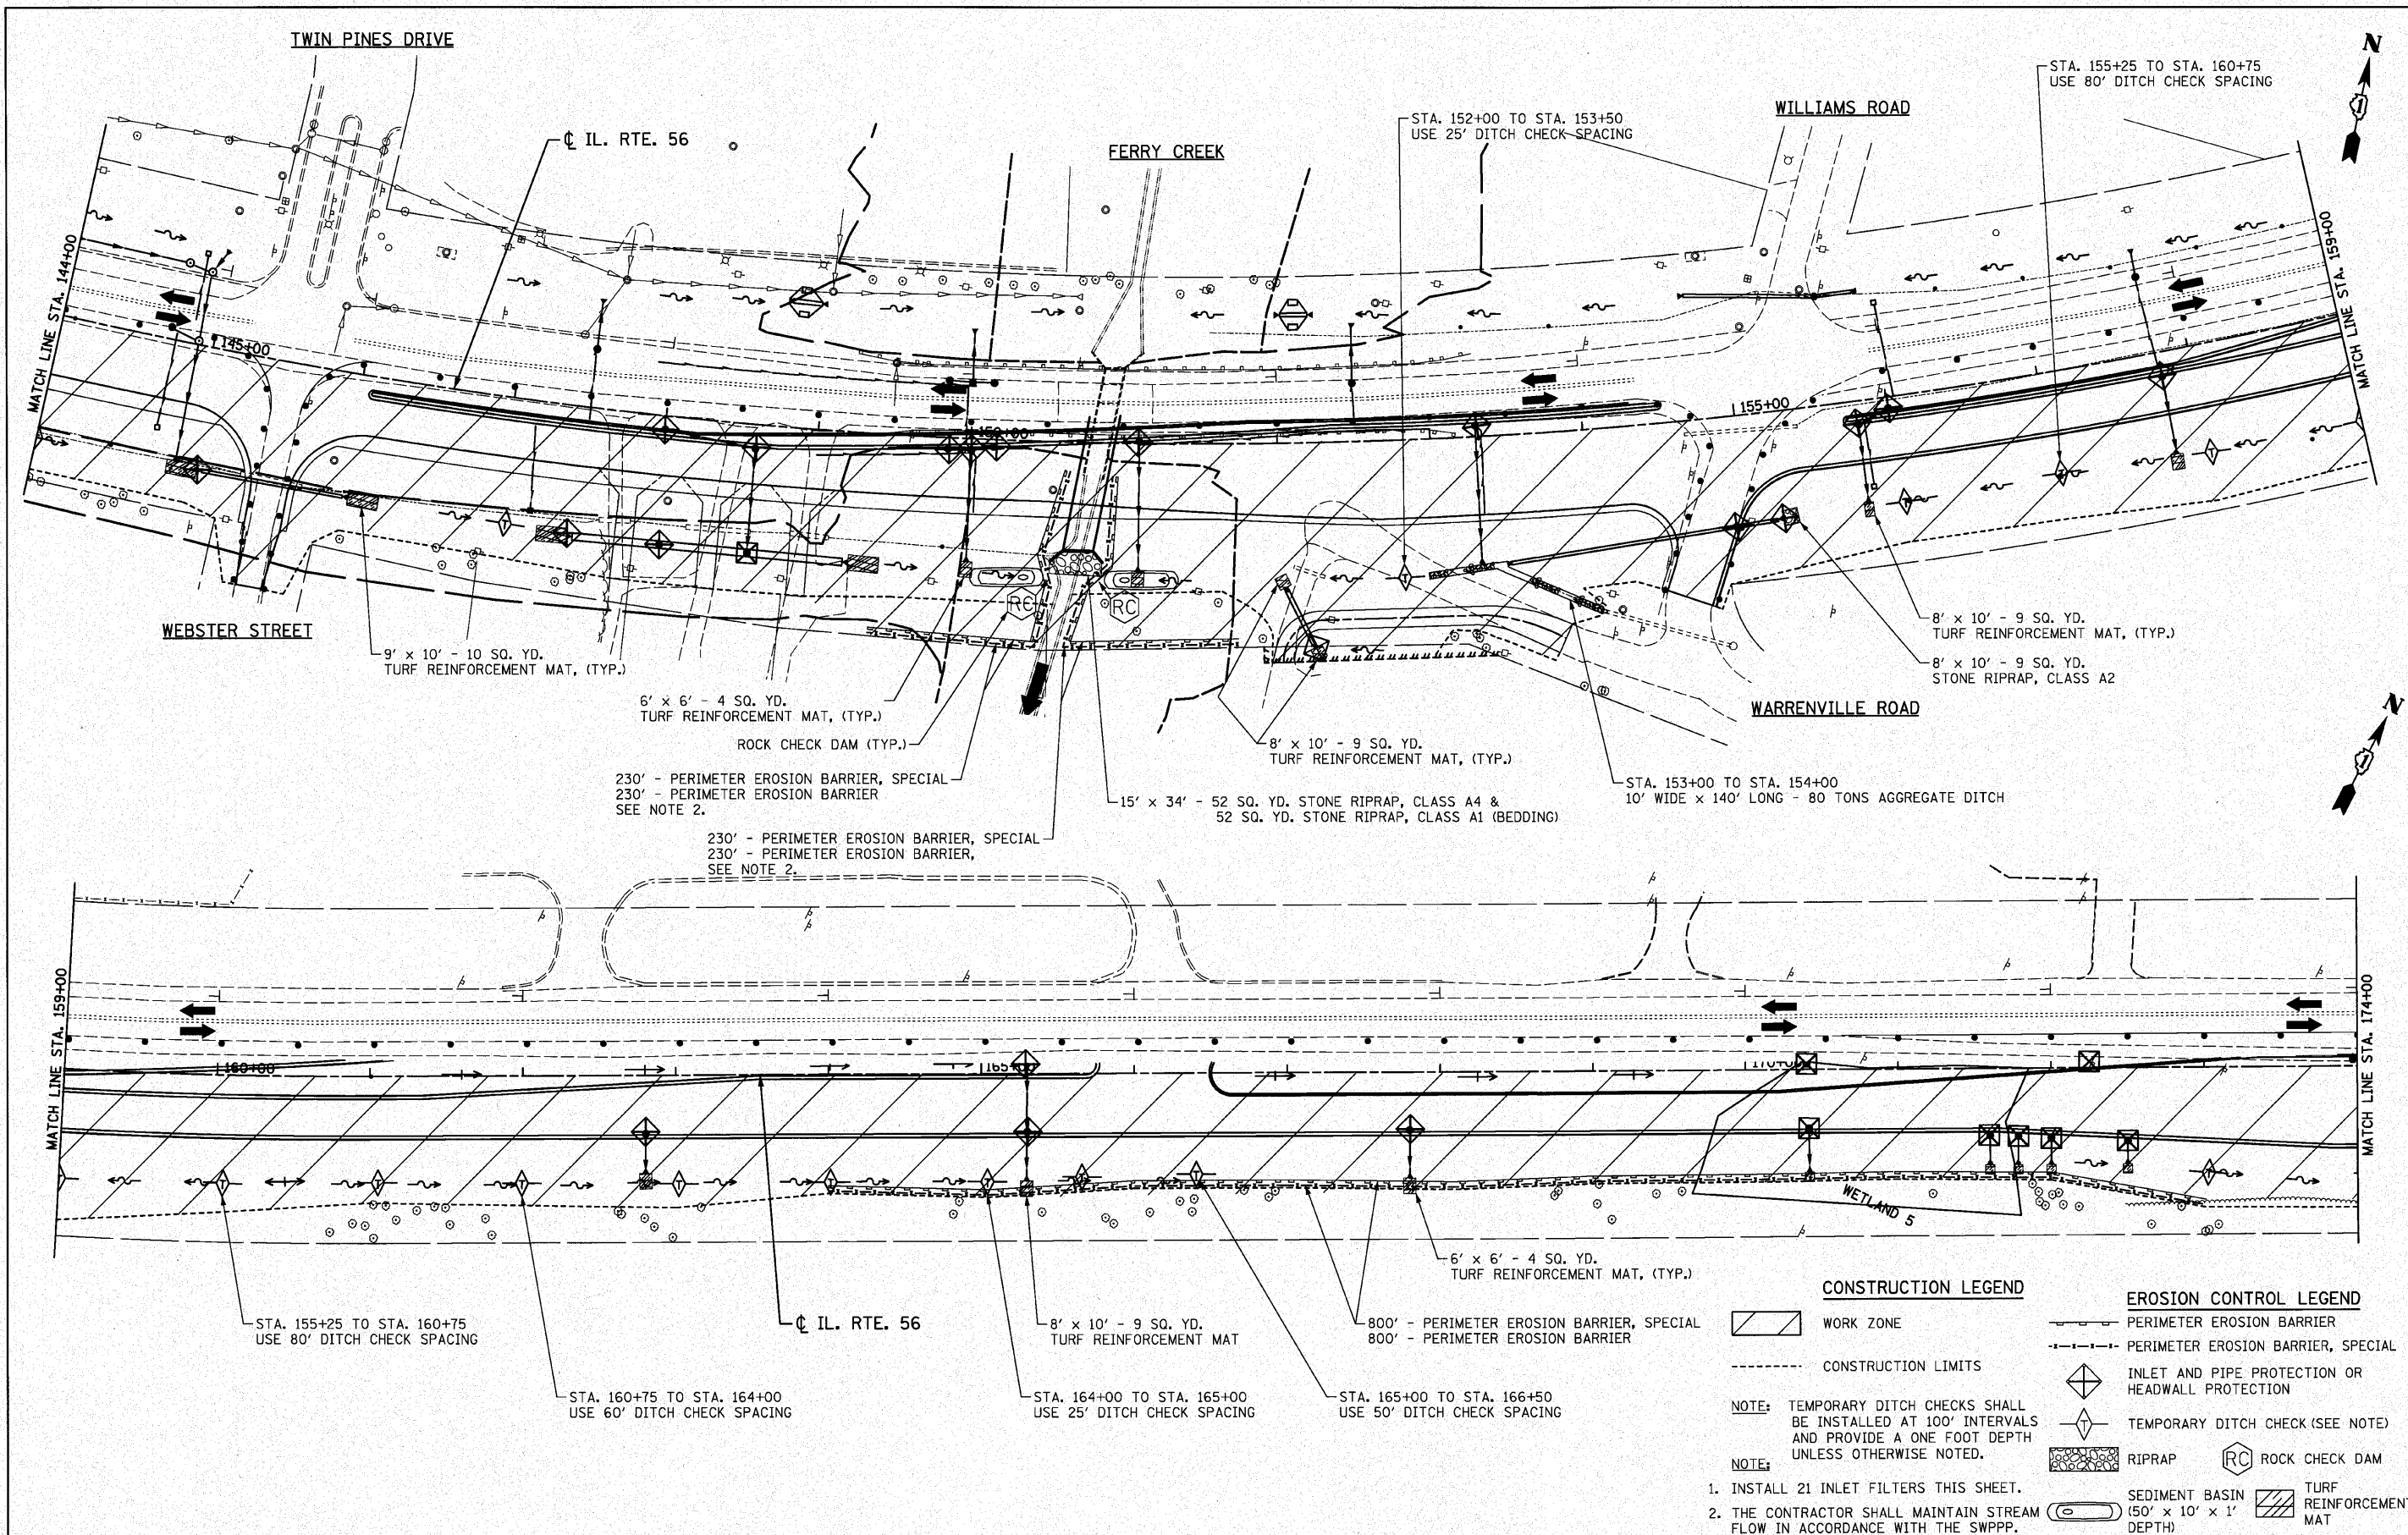 TWIN PINES DRIVE
℄ IL. RTE. 56
FERRY CREEK
STA. 152+00 TO STA. 153+50
USE 25' DITCH CHECK SPACING
WILLIAMS ROAD
STA. 155+25 TO STA. 160+75
USE 80' DITCH CHECK SPACING
N
1
MATCH LINE STA. 144+00
145+00
155+00
MATCH LINE STA. 159+00
T
T
T
T
T
RC
RC
WEBSTER STREET
9' x 10' - 10 SQ. YD.
TURF REINFORCEMENT MAT, (TYP.)
6' x 6' - 4 SQ. YD.
TURF REINFORCEMENT MAT, (TYP.)
ROCK CHECK DAM (TYP.)
230' - PERIMETER EROSION BARRIER, SPECIAL
230' - PERIMETER EROSION BARRIER
SEE NOTE 2.
230' - PERIMETER EROSION BARRIER, SPECIAL
230' - PERIMETER EROSION BARRIER,
SEE NOTE 2.
15' x 34' - 52 SQ. YD. STONE RIPRAP, CLASS A4 &
52 SQ. YD. STONE RIPRAP, CLASS A1 (BEDDING)
8' x 10' - 9 SQ. YD.
TURF REINFORCEMENT MAT, (TYP.)
STA. 153+00 TO STA. 154+00
10' WIDE x 140' LONG - 80 TONS AGGREGATE DITCH
8' x 10' - 9 SQ. YD.
TURF REINFORCEMENT MAT, (TYP.)
8' x 10' - 9 SQ. YD.
STONE RIPRAP, CLASS A2
WARRENVILLE ROAD
N
1
MATCH LINE STA. 159+00
160+00
MATCH LINE STA. 174+00
T
T
T
T
T
T
T
T
T
WETLAND 5
STA. 155+25 TO STA. 160+75
USE 80' DITCH CHECK SPACING
STA. 160+75 TO STA. 164+00
USE 60' DITCH CHECK SPACING
℄ IL. RTE. 56
8' x 10' - 9 SQ. YD.
TURF REINFORCEMENT MAT
STA. 164+00 TO STA. 165+00
USE 25' DITCH CHECK SPACING
800' - PERIMETER EROSION BARRIER, SPECIAL
800' - PERIMETER EROSION BARRIER
STA. 165+00 TO STA. 166+50
USE 50' DITCH CHECK SPACING
6' x 6' - 4 SQ. YD.
TURF REINFORCEMENT MAT, (TYP.)
CONSTRUCTION LEGEND
WORK ZONE
CONSTRUCTION LIMITS
NOTE: TEMPORARY DITCH CHECKS SHALL
BE INSTALLED AT 100' INTERVALS
AND PROVIDE A ONE FOOT DEPTH
UNLESS OTHERWISE NOTED.
NOTE:
1. INSTALL 21 INLET FILTERS THIS SHEET.
2. THE CONTRACTOR SHALL MAINTAIN STREAM
FLOW IN ACCORDANCE WITH THE SWPPP.
EROSION CONTROL LEGEND
PERIMETER EROSION BARRIER
PERIMETER EROSION BARRIER, SPECIAL
INLET AND PIPE PROTECTION OR
HEADWALL PROTECTION
T TEMPORARY DITCH CHECK (SEE NOTE)
RIPRAP
RC ROCK CHECK DAM
SEDIMENT BASIN
(50' x 10' x 1'
DEPTH)
TURF
REINFORCEMENT
MAT